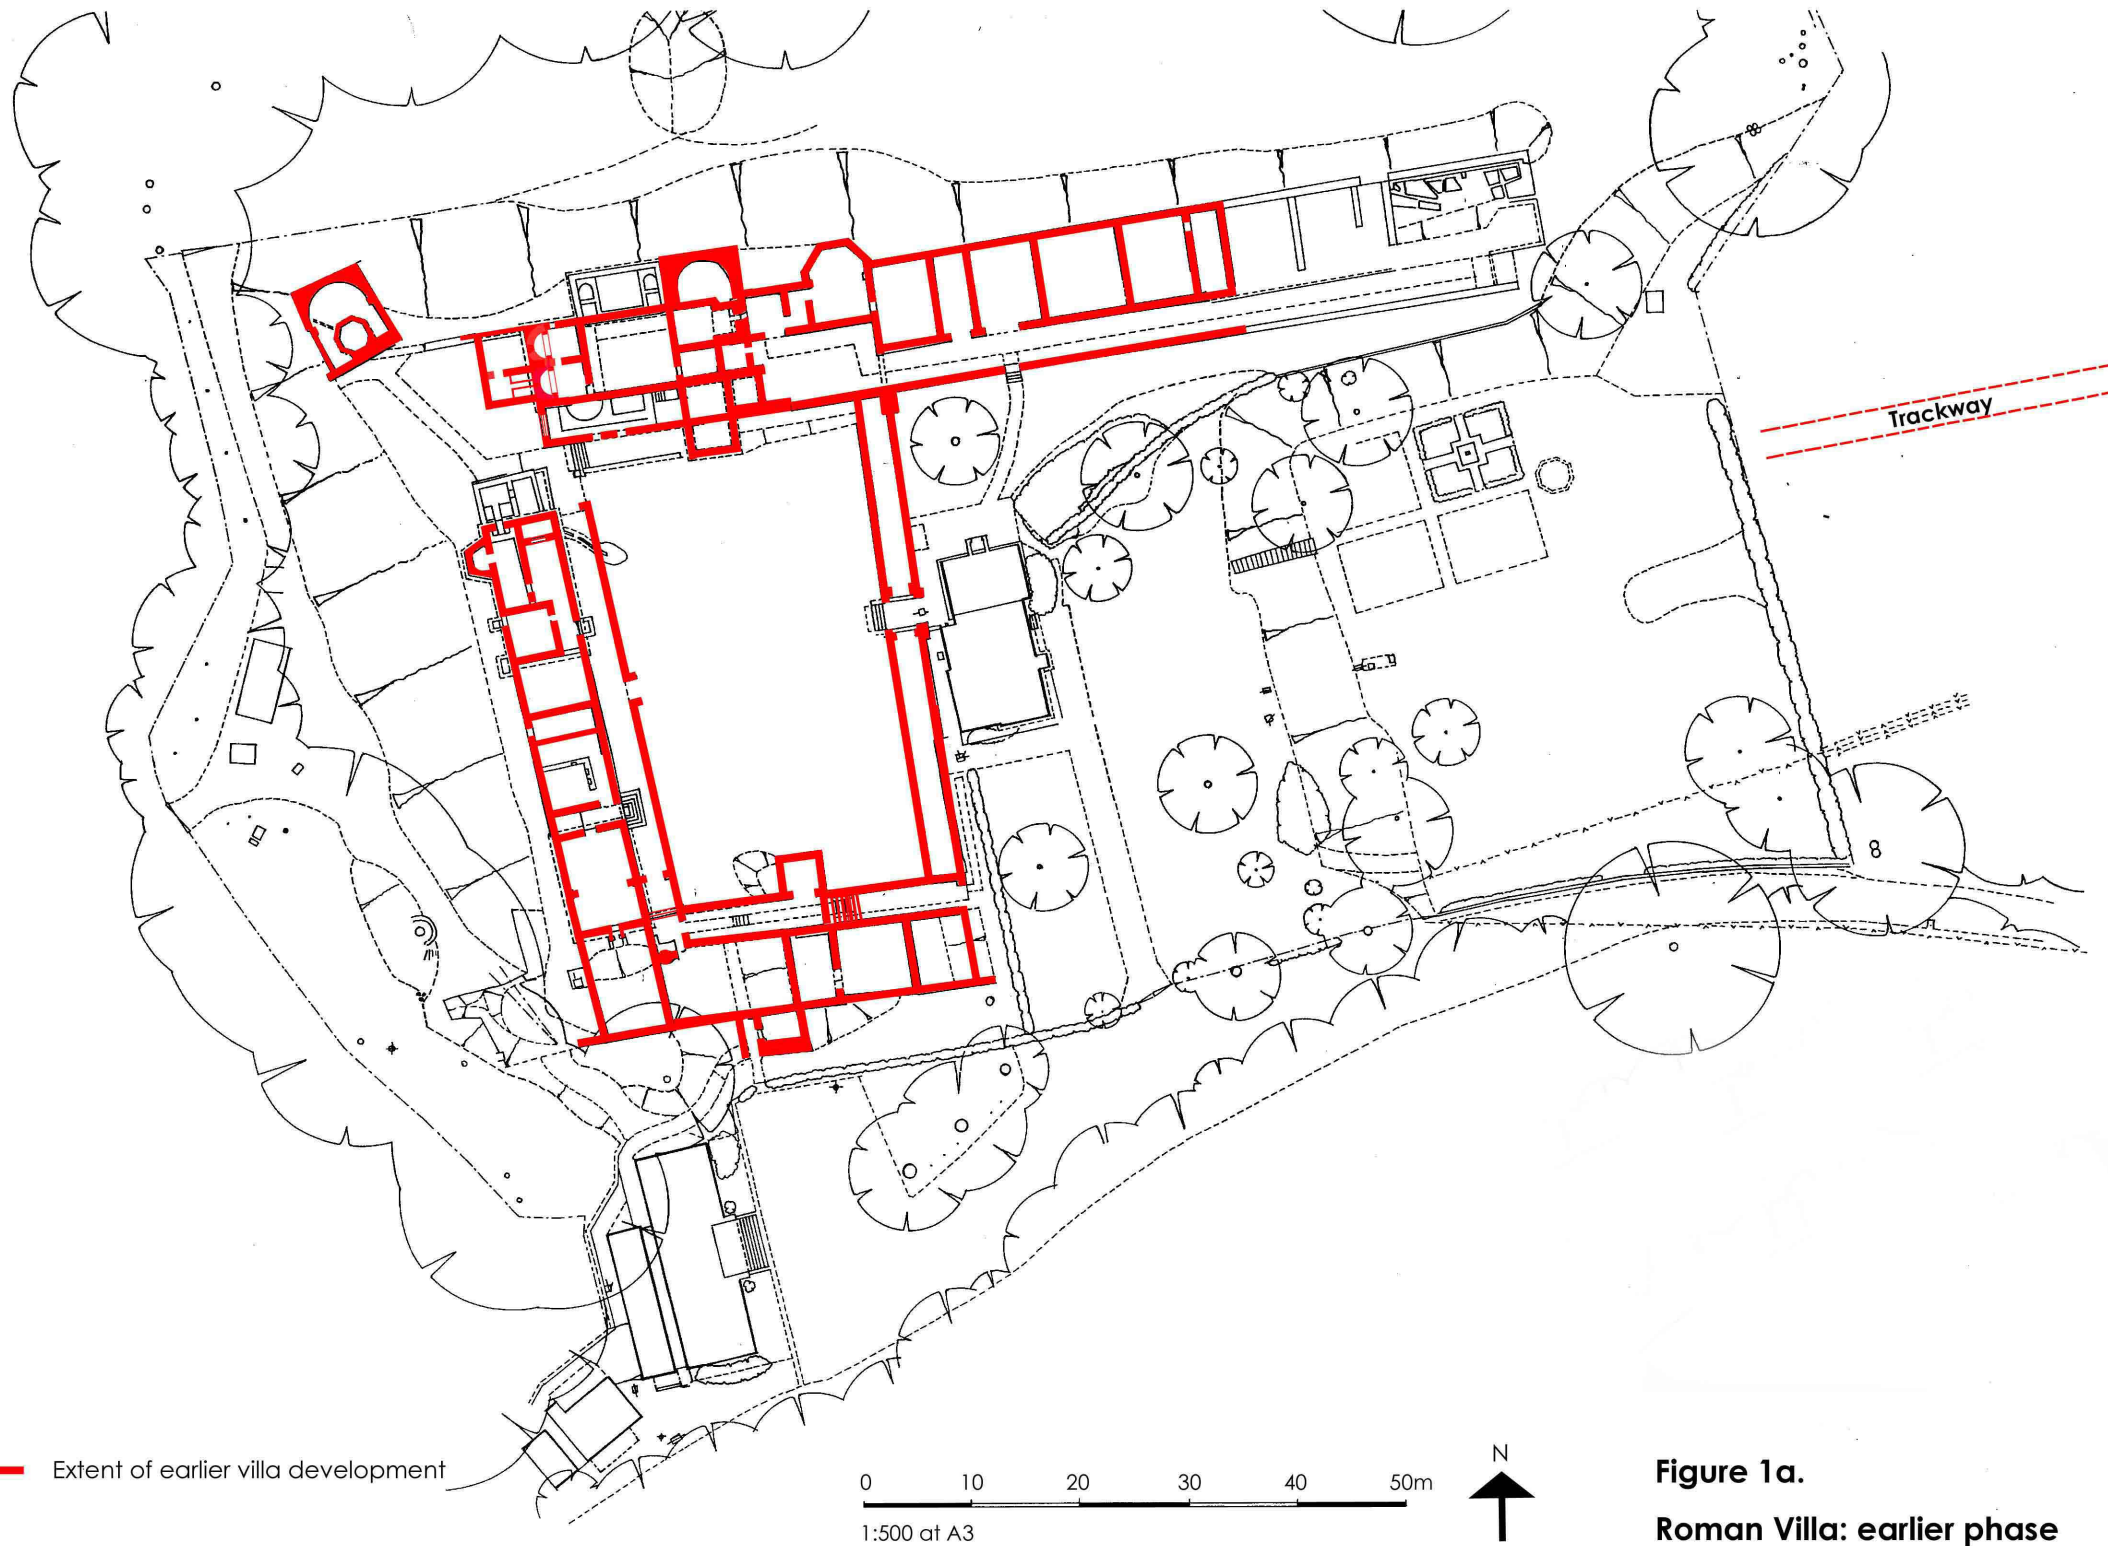 Trackway
Extent of earlier villa development
0 10 20 30 40 50m
1:500 at A3
N
Figure 1a.
Roman Villa: earlier phase